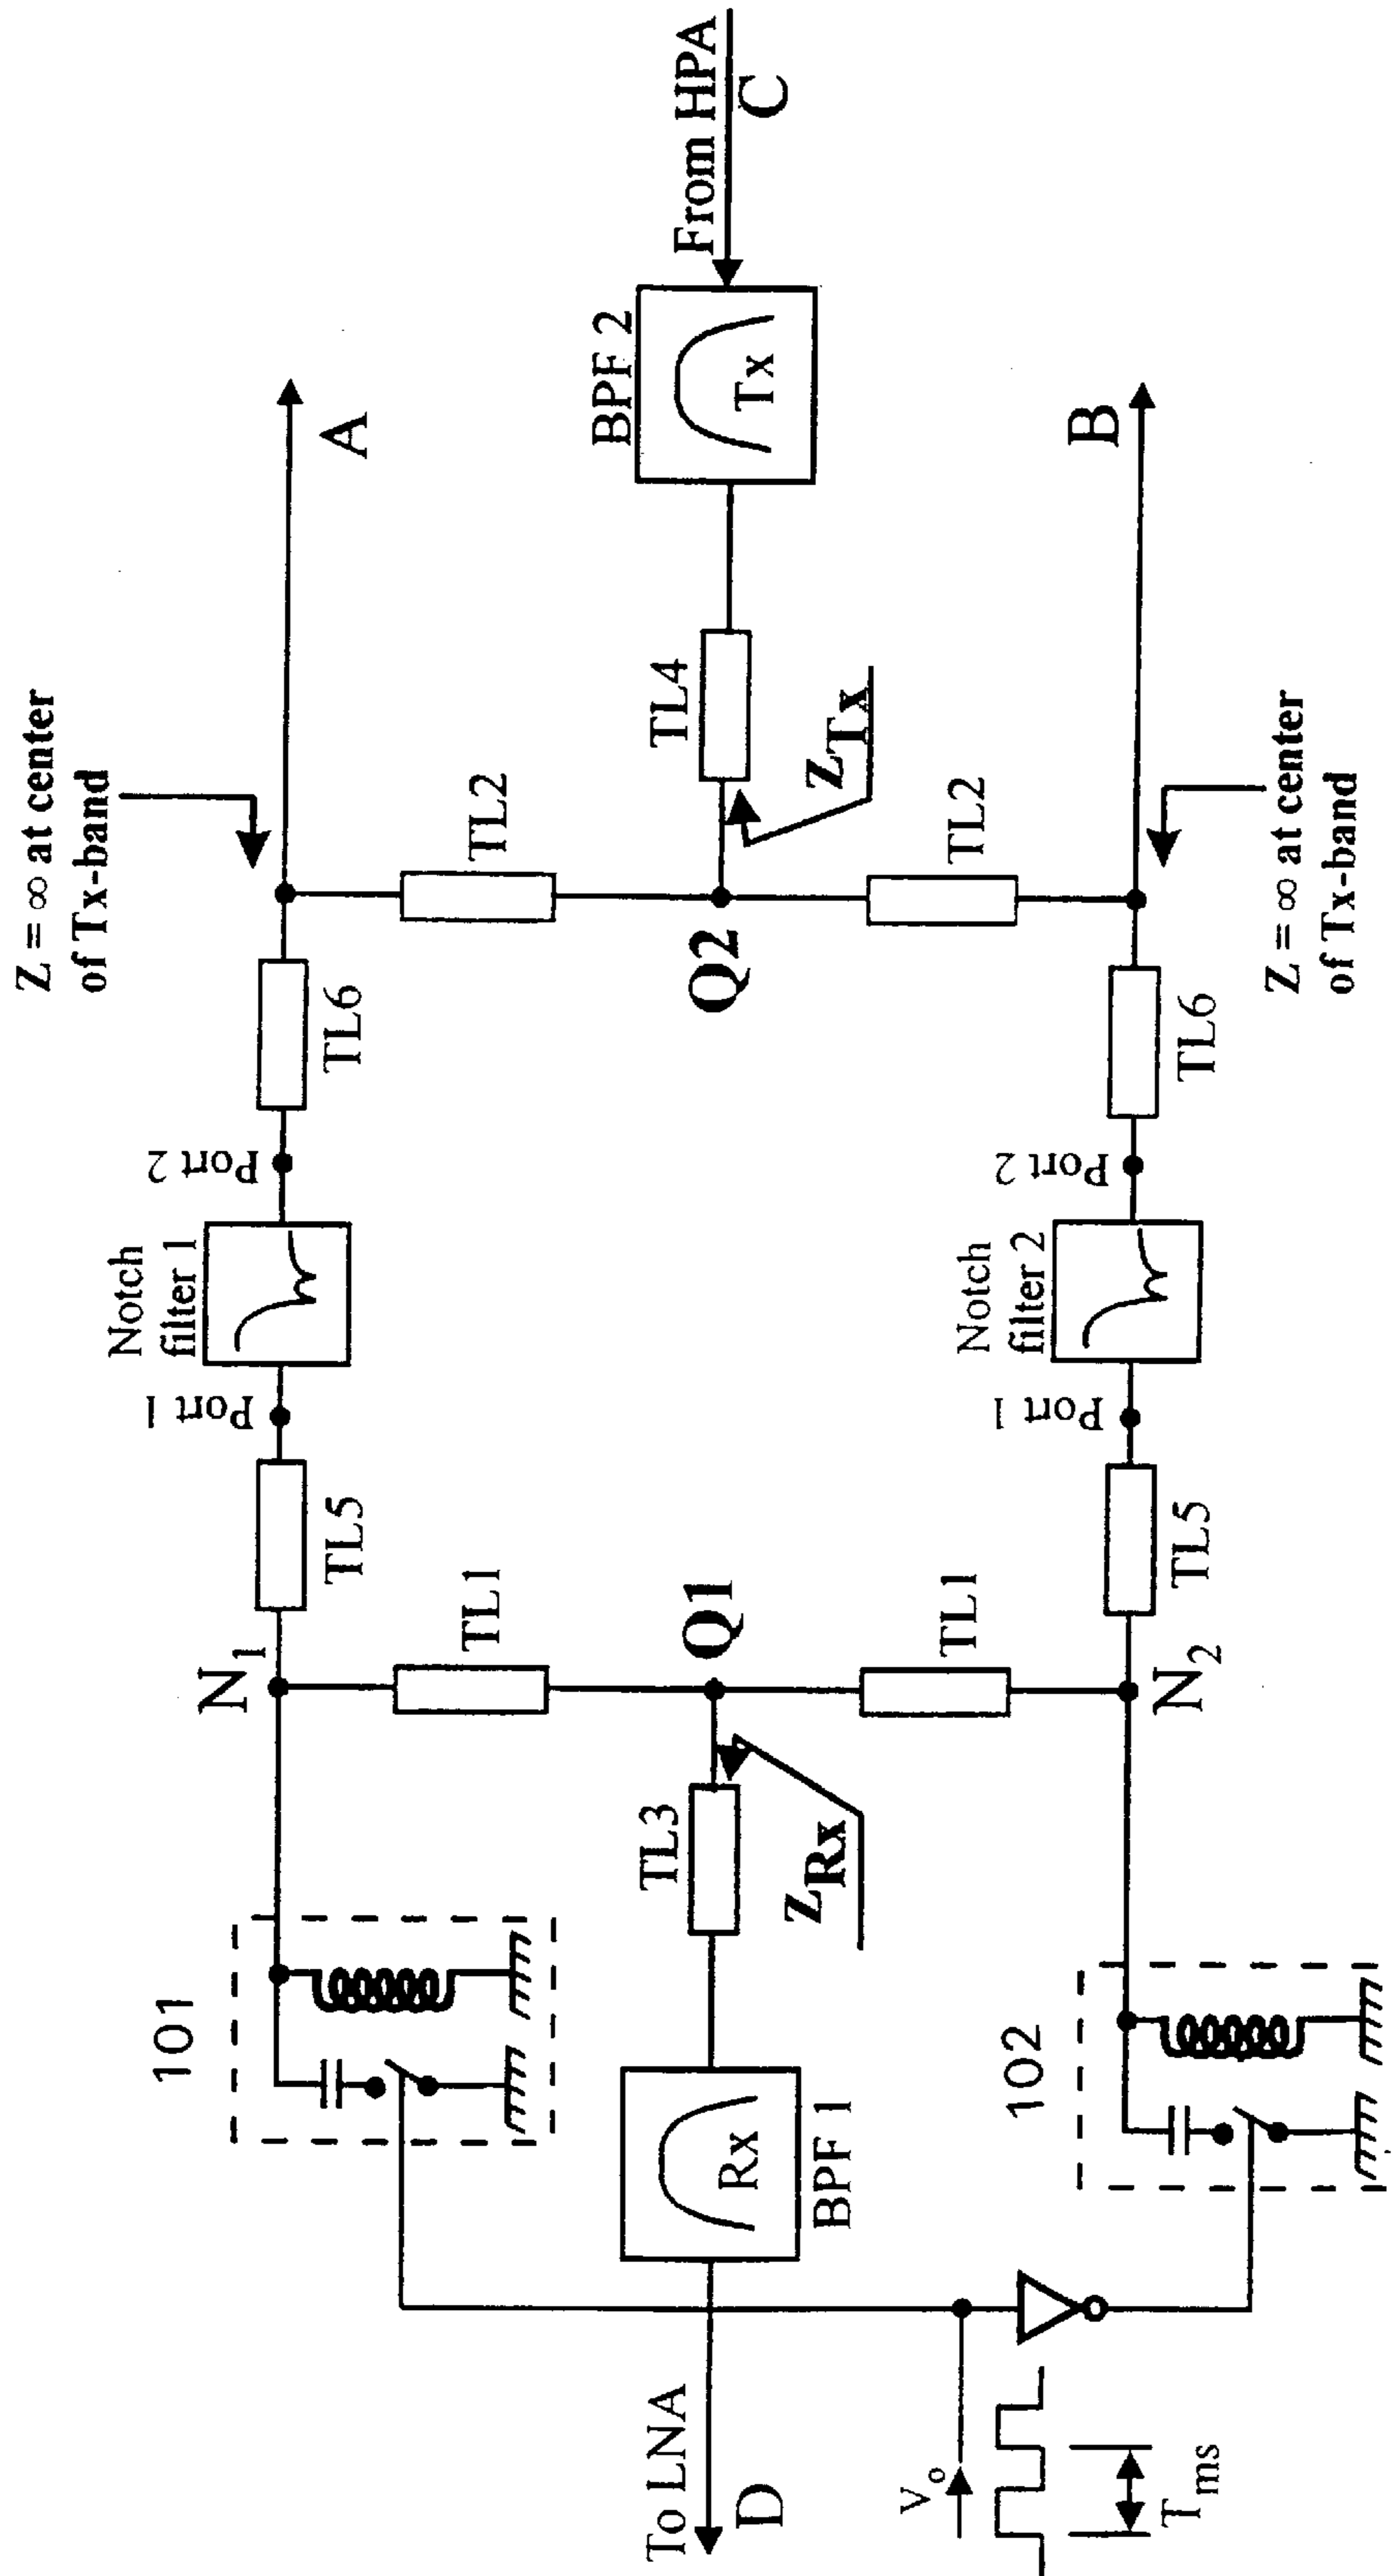 Z = ∞ at center
of Tx-band
A
From HPA
C
BPF 2
Tx
B
TL4
Z_Tx
TL2
TL2
Q2
Z = ∞ at center
of Tx-band
TL6
TL6
Port 2
Port 2
Notch
filter 1
Notch
filter 2
Port 1
Port 1
TL5
TL5
N_1
TL1
Q1
TL1
N_2
TL3
Z_Rx
101
102
Rx
BPF 1
To LNA
D
V_o
T_ms